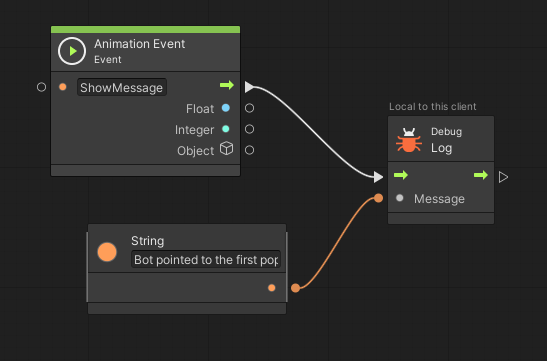 Animation Event
Event
ShowMessage
Float
Integer
Object
Local to this client
Debug
Log
Message
String
Bot pointed to the first pop